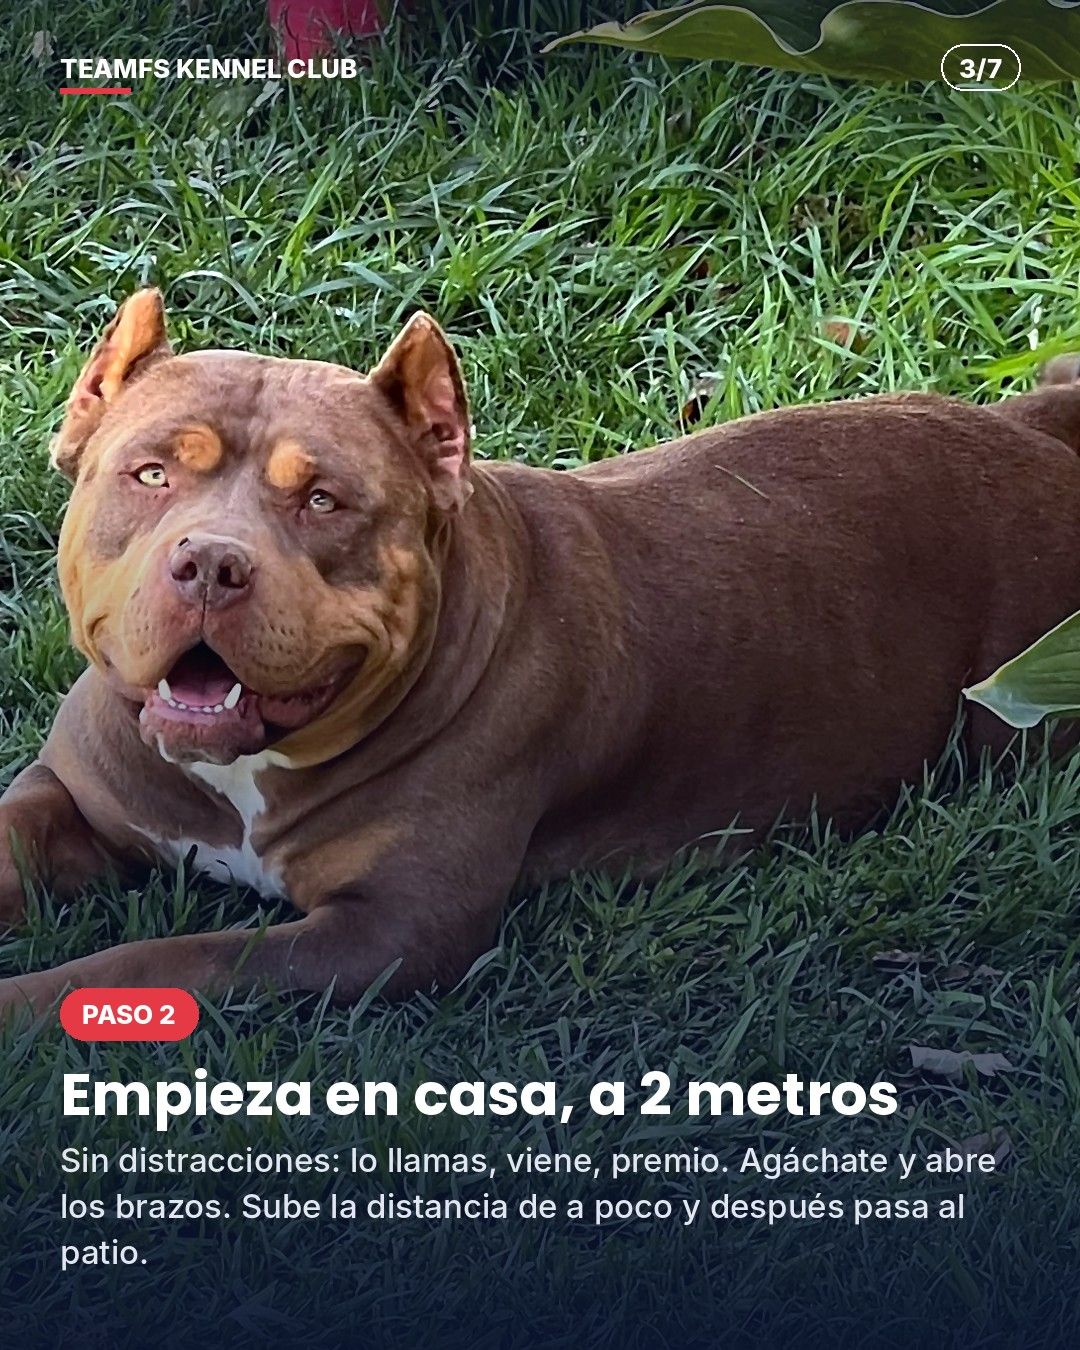 TEAMFS KENNEL CLUB
3/7
PASO 2
Empieza en casa, a 2 metros
Sin distracciones: lo llamas, viene, premio. Agáchate y abre
los brazos. Sube la distancia de a poco y después pasa al
patio.